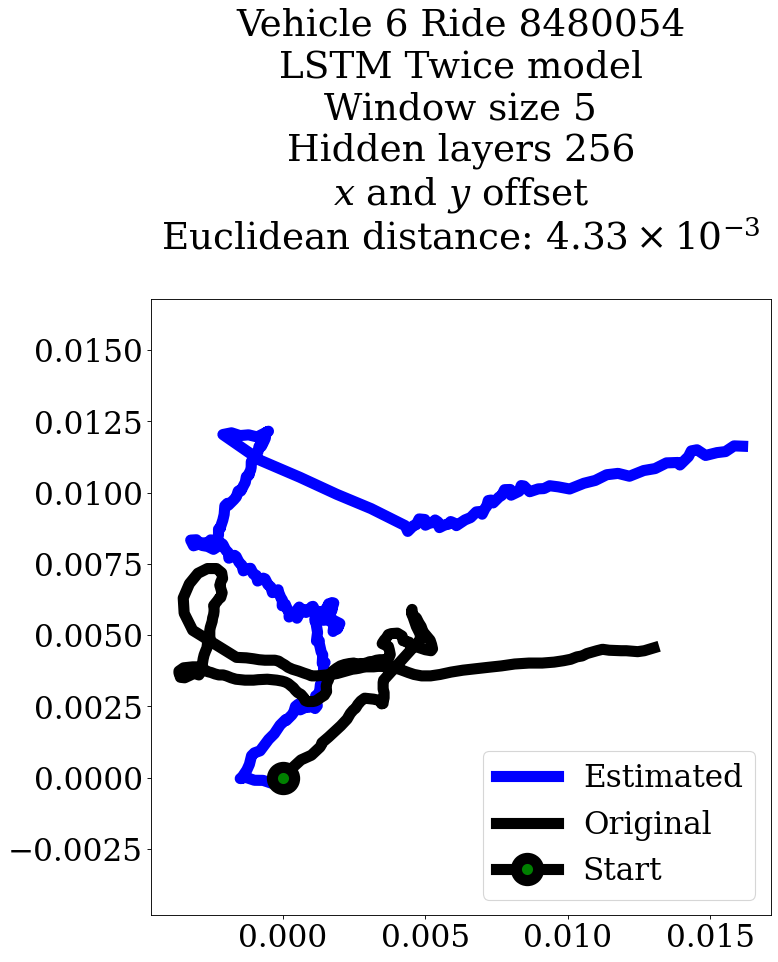 Vehicle 6 Ride 8480054
LSTM Twice model
Window size 5
Hidden layers 256
x and y offset
Euclidean distance: 4.33 × 10⁻³
0.0150
0.0125
0.0100
0.0075
0.0050
0.0025
0.0000
−0.0025
Estimated
Original
Start
0.000 0.005 0.010 0.015